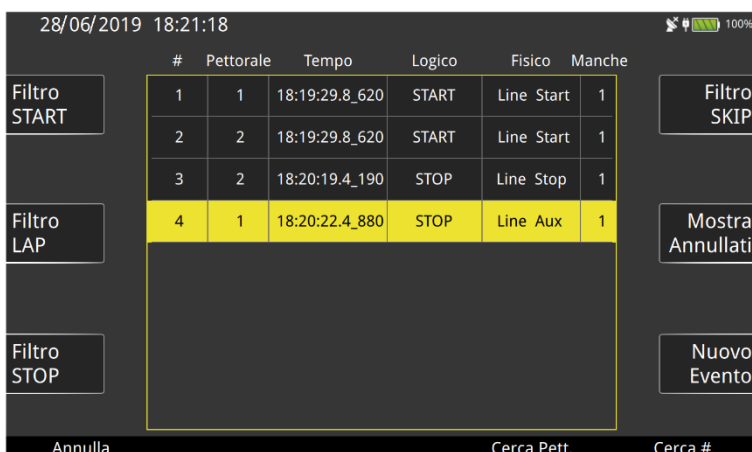 28/06/2019 18:21:18 100%
# Pettorale Tempo Logico Fisico Manche
Filtro
START
1 1 18:19:29.8_620 START Line Start 1
Filtro
SKIP
2 2 18:19:29.8_620 START Line Start 1
3 2 18:20:19.4_190 STOP Line Stop 1
Filtro
LAP
4 1 18:20:22.4_880 STOP Line Aux 1
Mostra
Annullati
Filtro
STOP
Nuovo
Evento
Annulla Cerca Pett Cerca #